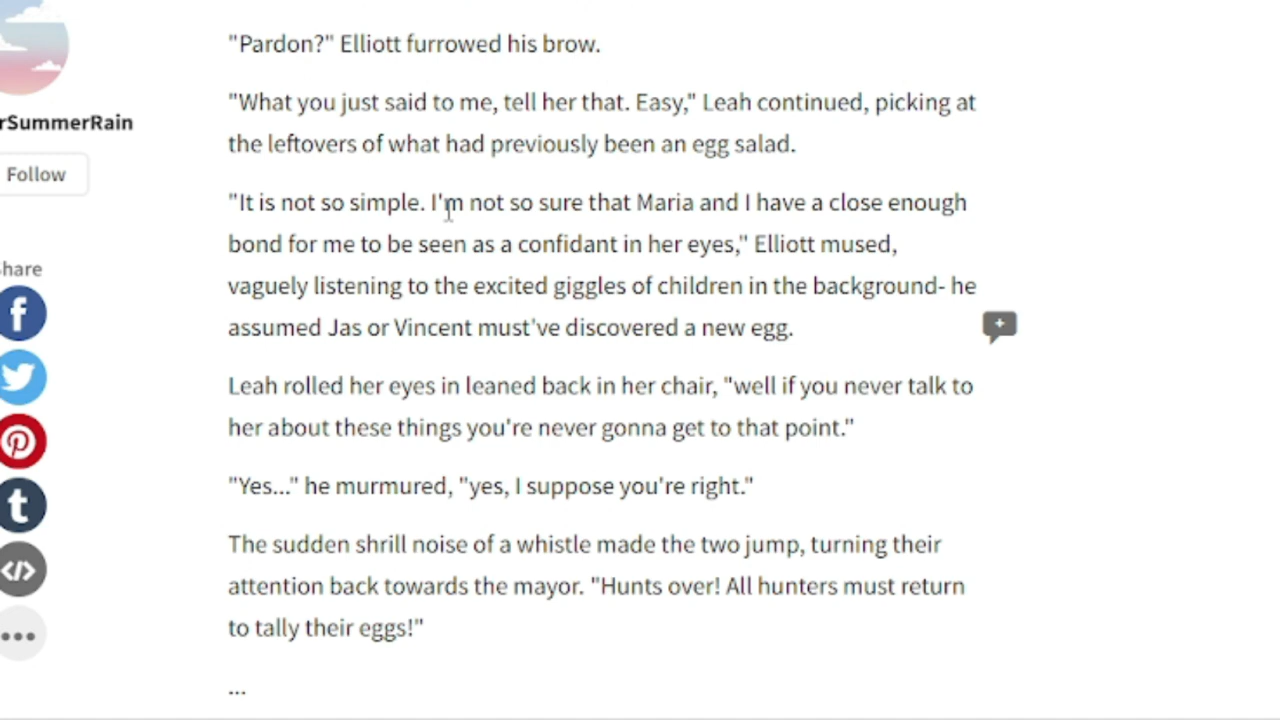 "Pardon?" Elliott furrowed his brow.
"What you just said to me, tell her that. Easy," Leah continued, picking at
the leftovers of what had previously been an egg salad.
rSummerRain
Follow
"It is not so simple. I'm not so sure that Maria and I have a close enough
bond for me to be seen as a confidant in her eyes," Elliott mused,
vaguely listening to the excited giggles of children in the background- he
assumed Jas or Vincent must've discovered a new egg.
Share
f
+
Leah rolled her eyes in leaned back in her chair, "well if you never talk to
her about these things you're never gonna get to that point."
"Yes..." he murmured, "yes, I suppose you're right."
t
</>
The sudden shrill noise of a whistle made the two jump, turning their
attention back towards the mayor. "Hunts over! All hunters must return
to tally their eggs!"
...
...